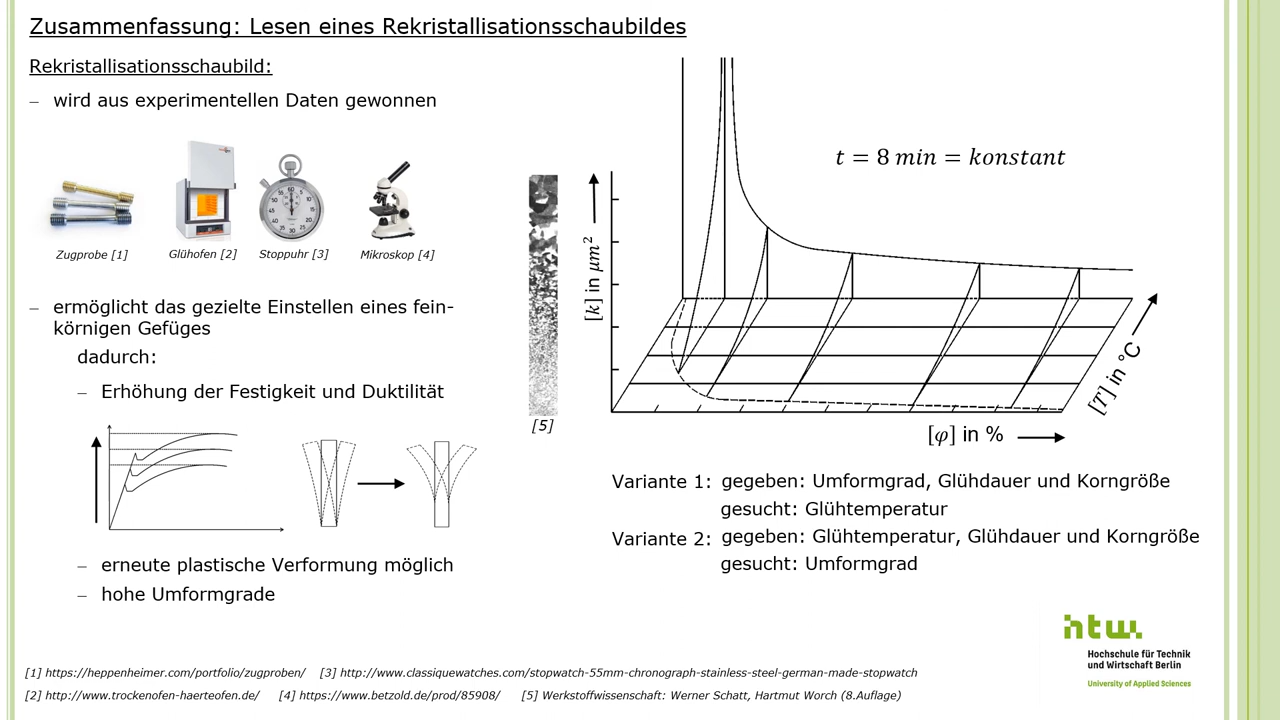 Zusammenfassung: Lesen eines Rekristallisationsschaubildes
Rekristallisationsschaubild:
– wird aus experimentellen Daten gewonnen
Zugprobe [1]
Glühofen [2]
Stoppuhr [3]
Mikroskop [4]
– ermöglicht das gezielte Einstellen eines fein-
körnigen Gefüges
dadurch:
– Erhöhung der Festigkeit und Duktilität
– erneute plastische Verformung möglich
– hohe Umformgrade
[5]
t = 8 min = konstant
[k] in μm²
[T] in °C
[φ] in %
Variante 1: gegeben: Umformgrad, Glühdauer und Korngröße
gesucht: Glühtemperatur
Variante 2: gegeben: Glühtemperatur, Glühdauer und Korngröße
gesucht: Umformgrad
htw.
Hochschule für Technik
und Wirtschaft Berlin
University of Applied Sciences
[1] https://heppenheimer.com/portfolio/zugproben/ [3] http://www.classiquewatches.com/stopwatch-55mm-chronograph-stainless-steel-german-made-stopwatch
[2] http://www.trockenofen-haerteofen.de/ [4] https://www.betzold.de/prod/85908/ [5] Werkstoffwissenschaft: Werner Schatt, Hartmut Worch (8.Auflage)